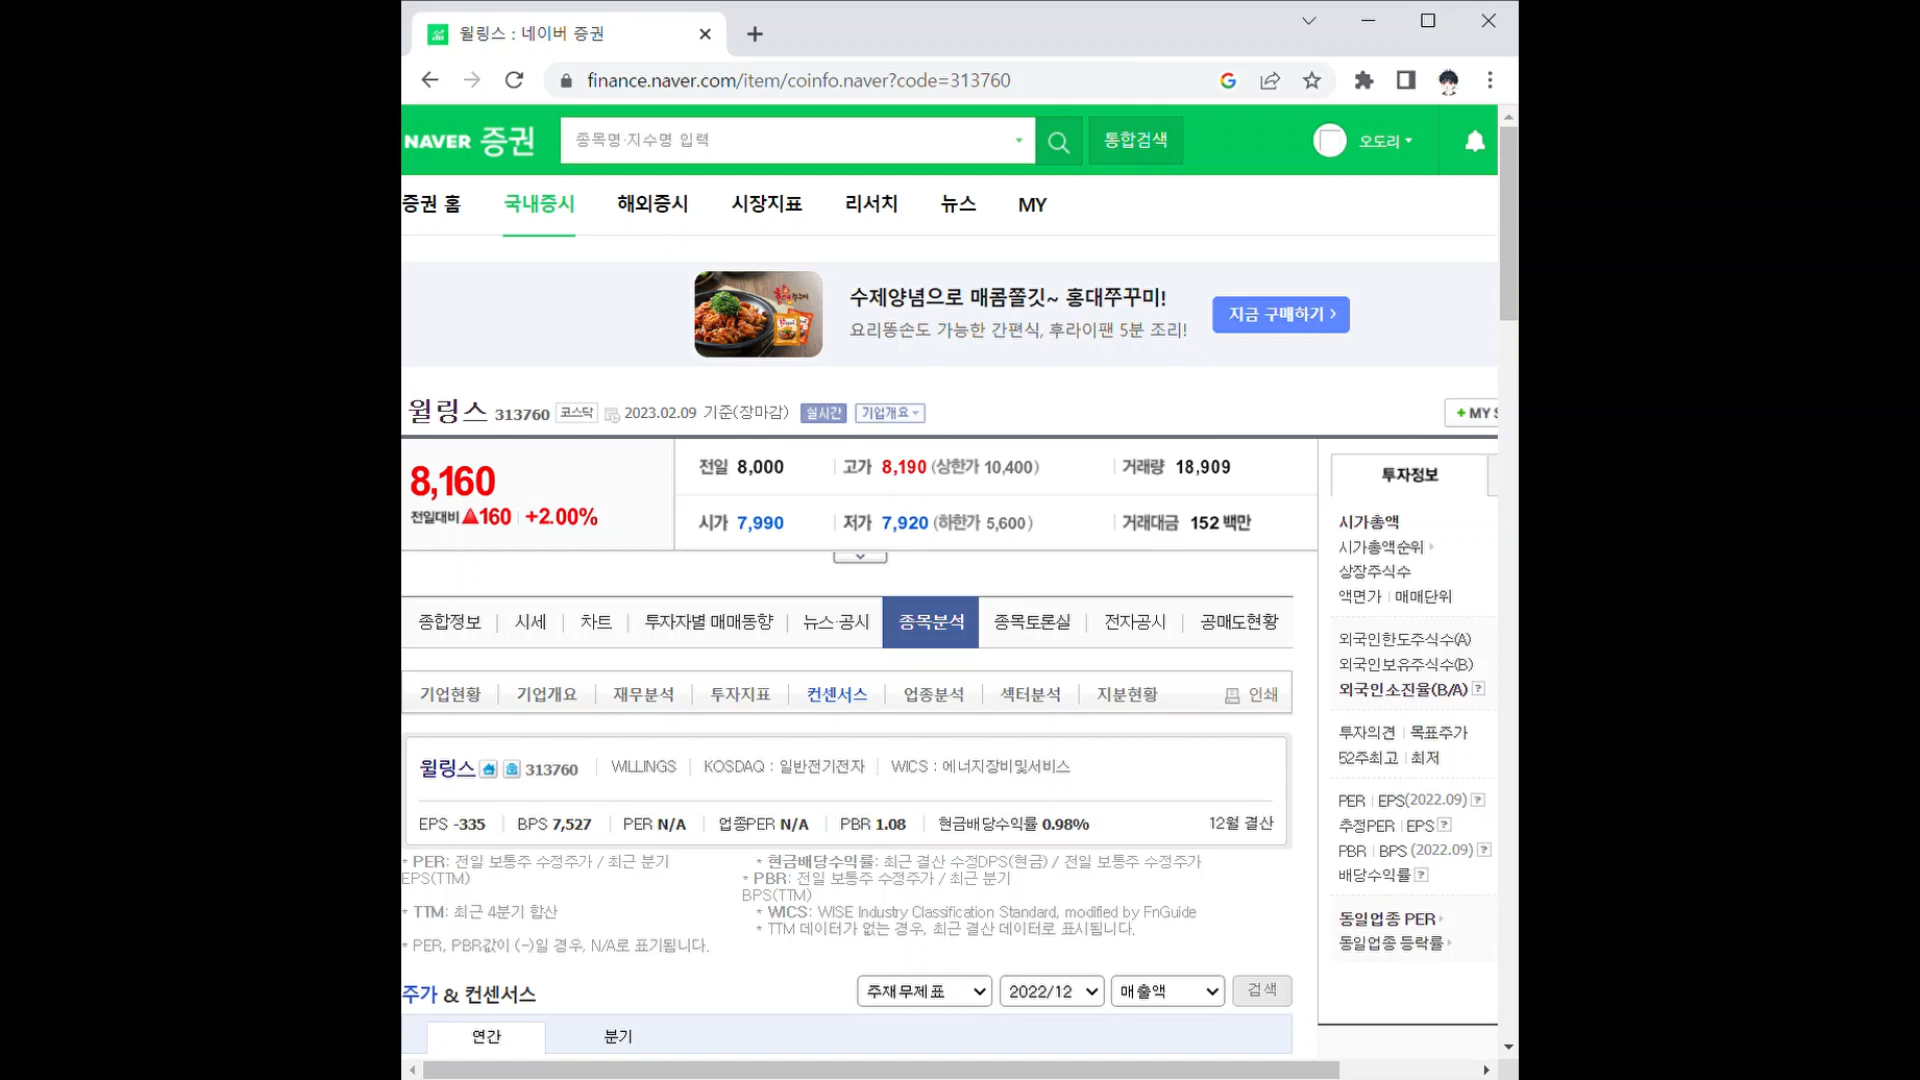 윌링스 : 네이버 증권
finance.naver.com/item/coinfo.naver?code=313760
NAVER 증권 종목명·지수명 입력 통합검색 오도리
증권 홈 국내증시 해외증시 시장지표 리서치 뉴스 MY
수제양념으로 매콤쫄깃~ 홍대쭈꾸미!
요리똥손도 가능한 간편식, 후라이팬 5분 조리!
지금 구매하기 >
윌링스 313760 코스닥 2023.02.09 기준(장마감) 실시간 기업개요
+ MY
8,160
전일대비 ▲160 +2.00%
전일 8,000 고가 8,190 (상한가 10,400) 거래량 18,909
시가 7,990 저가 7,920 (하한가 5,600) 거래대금 152 백만
종합정보 시세 차트 투자자별 매매동향 뉴스·공시 종목분석 종목토론실 전자공시 공매도현황
기업현황 기업개요 재무분석 투자지표 컨센서스 업종분석 섹터분석 지분현황 인쇄
윌링스 313760 WILLINGS KOSDAQ : 일반전기전자 WICS : 에너지장비및서비스
EPS -335 BPS 7,527 PER N/A 업종PER N/A PBR 1.08 현금배당수익률 0.98% 12월 결산
* PER: 전일 보통주 수정주가 / 최근 분기
EPS(TTM)
* TTM: 최근 4분기 합산
* PER, PBR값이 (-)일 경우, N/A로 표기됩니다.
* 현금배당수익률: 최근 결산 수정DPS(현금) / 전일 보통주 수정주가
* PBR: 전일 보통주 수정주가 / 최근 분기
BPS(TTM)
* WICS: WISE Industry Classification Standard, modified by FnGuide
* TTM 데이터가 없는 경우, 최근 결산 데이터로 표시됩니다.
주가 & 컨센서스 주재무제표 2022/12 매출액 검색
연간 분기
투자정보
시가총액
시가총액순위
상장주식수
액면가 매매단위
외국인한도주식수(A)
외국인보유주식수(B)
외국인소진율(B/A) ?
투자의견 목표주가
52주최고 최저
PER EPS(2022.09) ?
추정PER EPS ?
PBR BPS (2022.09) ?
배당수익률 ?
동일업종 PER
동일업종 등락률